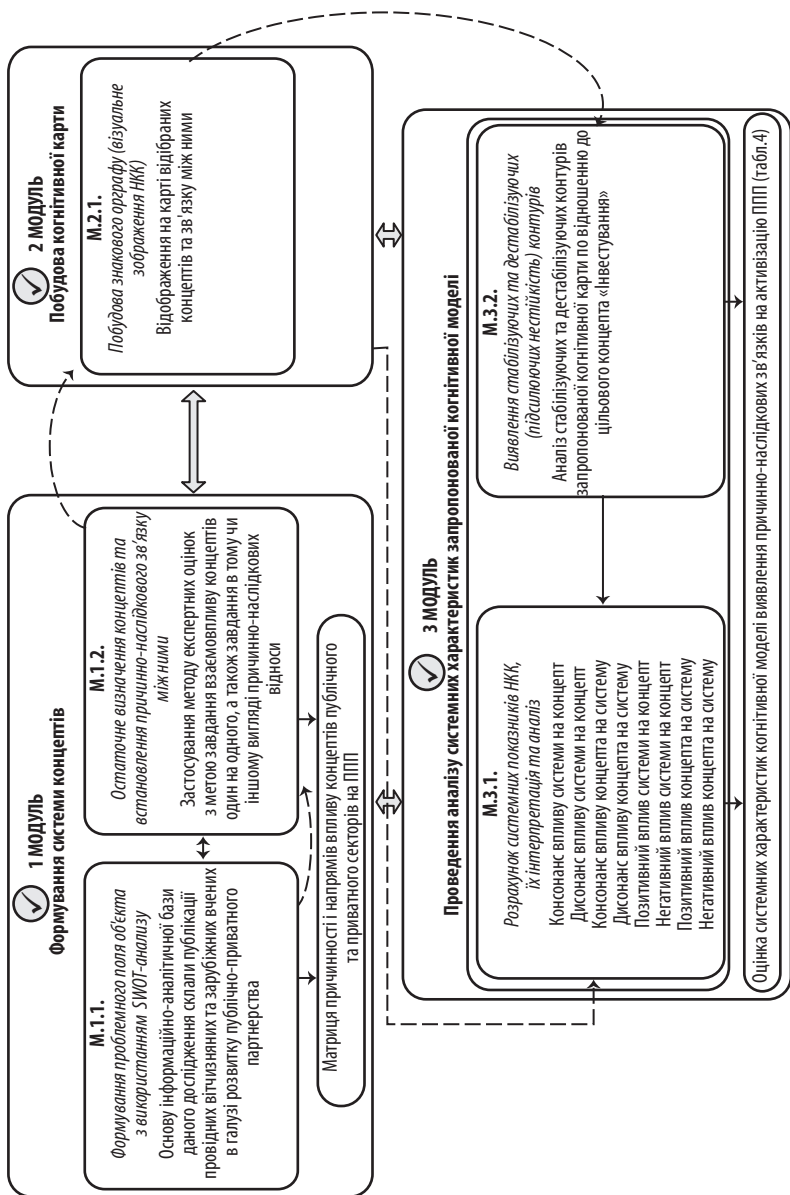 1 МОДУЛЬ
Формування системи концептів
М.1.1.
Формування проблемного поля об'єкта
з використанням SWOT-анализу
Основу інформаційно-аналітичної бази
даного дослідження склали публікації
провідних вітчизняних та зарубіжних вчених
в галузі розвитку публічно-приватного
партнерства
М.1.2.
Остаточне визначення концептів та
встановлення причинно-наслідкового зв'язку
між ними
Застосування методу експертних оцінок
з метою завдання взаємовпливу концептів
один на одного, а також завдання в тому чи
іншому вигляді причинно-наслідкових
відноси
Матриця причинності і напрямів впливу концептів публічного
та приватного секторів на ППП
2 МОДУЛЬ
Побудова когнітивної карти
М.2.1.
Побудова знакового орграфу (візуальне
зображення НКК)
Відображення на карті відібраних
концептів та зв'язку між ними
3 МОДУЛЬ
Проведення аналізу системних характеристик запропонованої когнітивної моделі
М.3.1.
Розрахунок системних показників НКК,
їх інтерпретація та аналіз
Консонанс впливу системи на концепт
Дисонанс впливу системи на концепт
Консонанс впливу концепта на систему
Дисонанс впливу концепта на систему
Позитивний вплив системи на концепт
Негативний вплив системи на концепт
Позитивний вплив концепта на систему
Негативний вплив концепта на систему
М.3.2.
Виявлення стабілізуючих та дестабілізуючих
(підсилюючих нестійкість) контурів
Аналіз стабілізуючих та дестабілізуючих контурів
запропонованої когнітивної карти по відношенню до
цільового концепта «Інвестування»
Оцінка системних характеристик когнітивної моделі виявлення причинно-наслідкових зв'язків на активізацію ППП (табл.4)